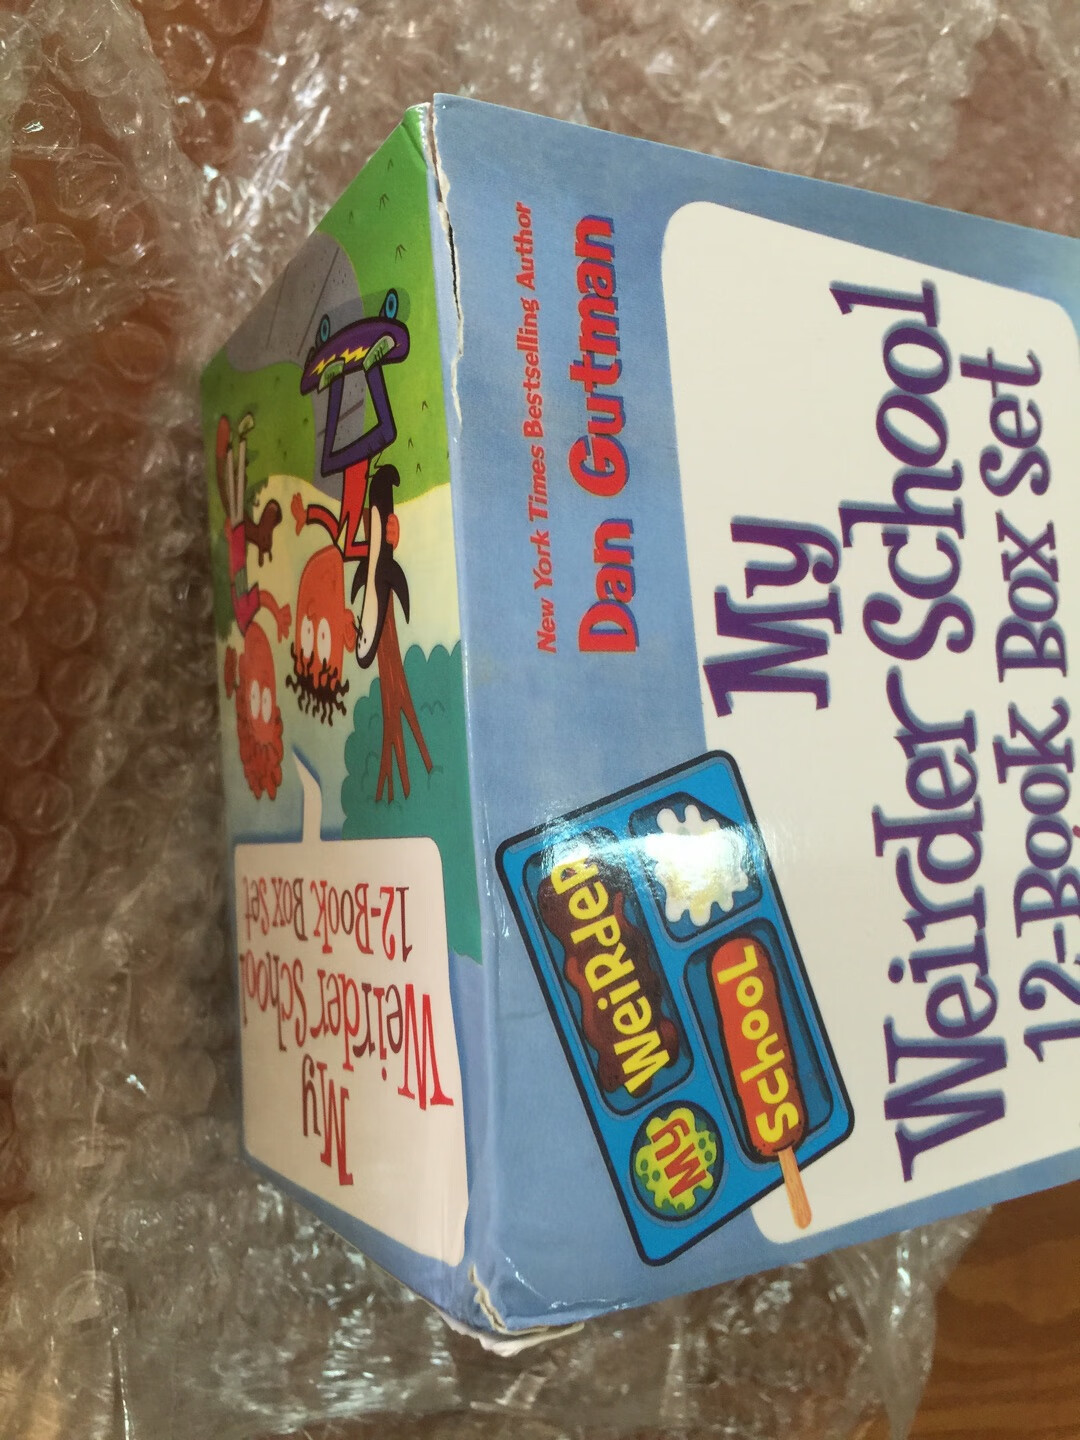 New York Times Bestselling Author
Dan Gutman
My
Weirder School
12-Book Box Set
My
Weirder
School
My
Weirder School
12-Book Box Set